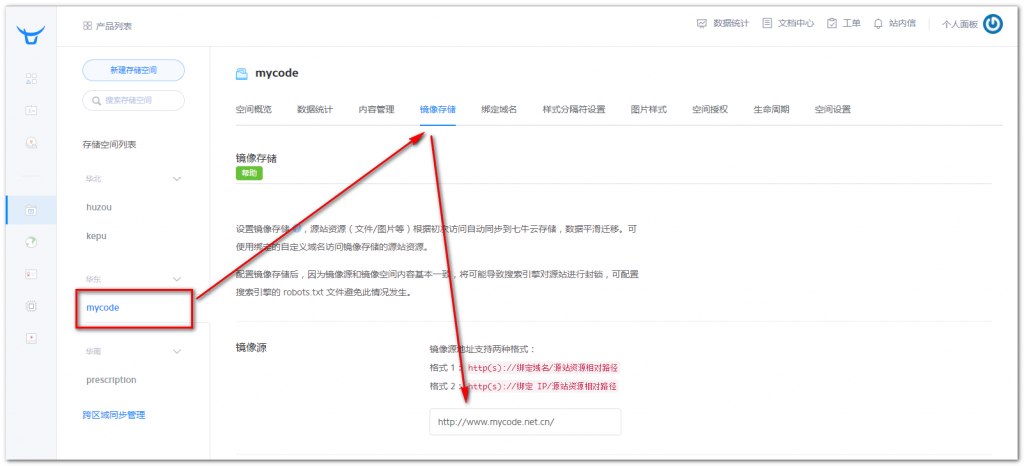 产品列表
数据统计 文档中心 工单 站内信 个人面板
新建存储空间
搜索存储空间
存储空间列表
华北
huzou
kepu
华东
mycode
华南
prescription
跨区域同步管理
mycode
空间概览 数据统计 内容管理 镜像存储 绑定域名 样式分隔符设置 图片样式 空间授权 生命周期 空间设置
镜像存储
帮助
设置镜像存储 ，源站资源（文件/图片等）根据初次访问自动同步到七牛云存储，数据平滑迁移。可
使用绑定的自定义域名访问镜像存储的源站资源。
配置镜像存储后，因为镜像源和镜像空间内容基本一致，将可能导致搜索引擎对源站进行封锁，可配置
搜索引擎的 robots.txt 文件避免此情况发生。
镜像源
镜像源地址支持两种格式：
格式 1： http(s)://绑定域名/源站资源相对路径
格式 2： http(s)://绑定 IP/源站资源相对路径
http://www.mycode.net.cn/